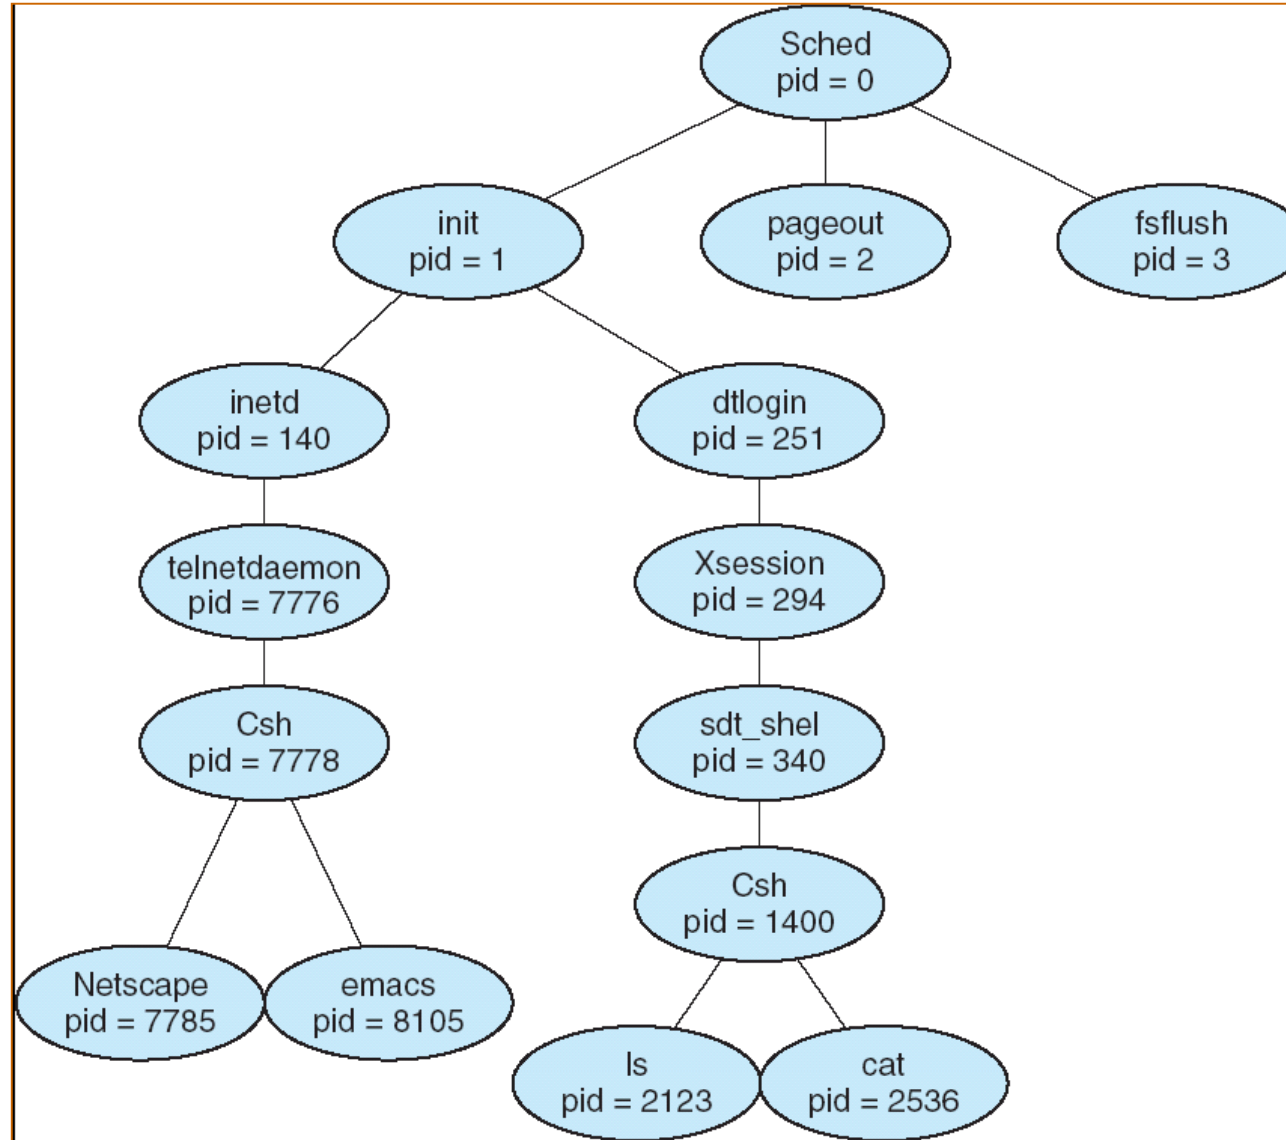 Sched
pid = 0
init
pid = 1
pageout
pid = 2
fsflush
pid = 3
inetd
pid = 140
dtlogin
pid = 251
telnetdaemon
pid = 7776
Xsession
pid = 294
Csh
pid = 7778
sdt_shel
pid = 340
Csh
pid = 1400
Netscape
pid = 7785
emacs
pid = 8105
ls
pid = 2123
cat
pid = 2536